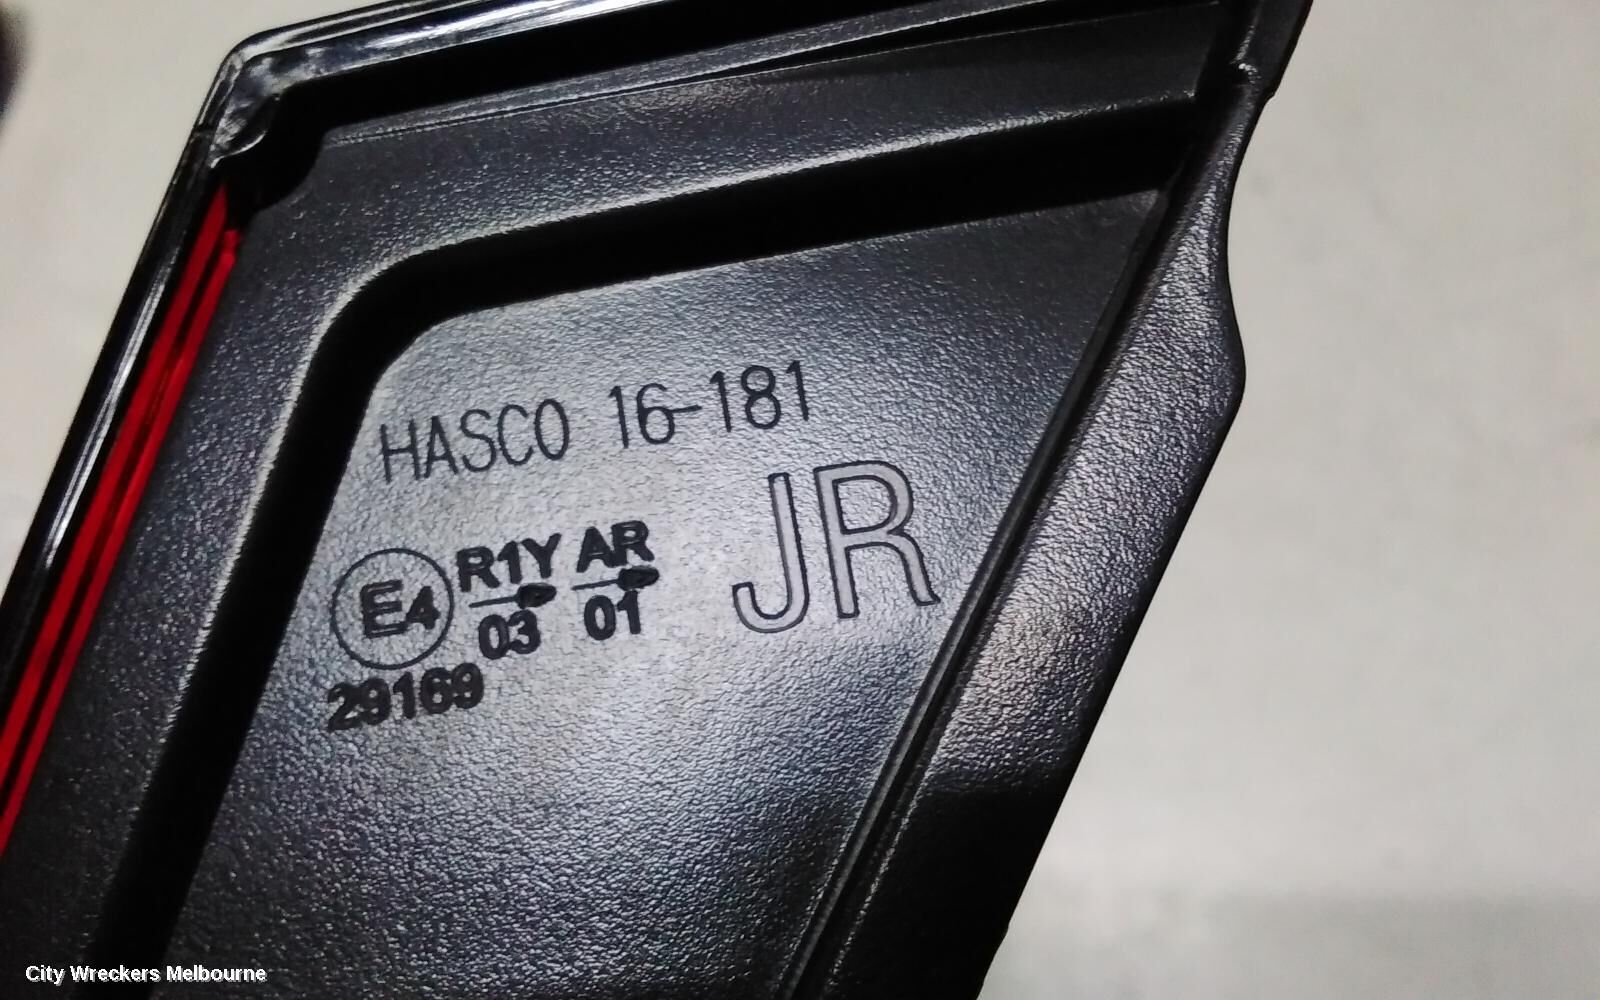 HASCO 16-181
JR
E4 R1Y AR
03 01
29169
City Wreckers Melbourne